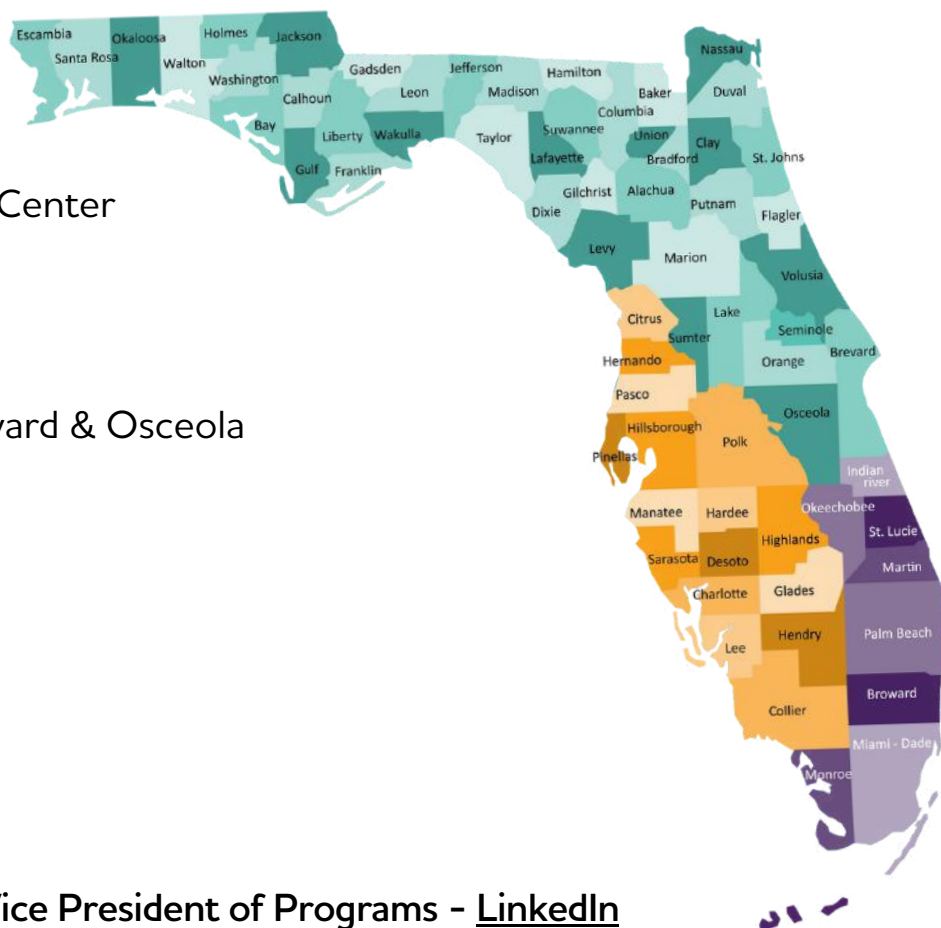 Escambia
Santa Rosa
Okaloosa
Walton
Holmes
Washington
Jackson
Calhoun
Bay
Gulf
Liberty
Franklin
Gadsden
Leon
Wakulla
Jefferson
Madison
Taylor
Hamilton
Suwannee
Lafayette
Dixie
Columbia
Gilchrist
Baker
Union
Bradford
Alachua
Nassau
Duval
Clay
St. Johns
Putnam
Flagler
Levy
Marion
Volusia
Center
Citrus
Sumter
Lake
Seminole
Orange
Brevard
Hernando
Pasco
Osceola
vard & Osceola
Hillsborough
Pinellas
Polk
Indian
river
Okeechobee
St. Lucie
Manatee
Hardee
Highlands
Sarasota
Desoto
Martin
Charlotte
Glades
Lee
Hendry
Palm Beach
Broward
Collier
Miami - Dade
Monroe
Vice President of Programs - LinkedIn